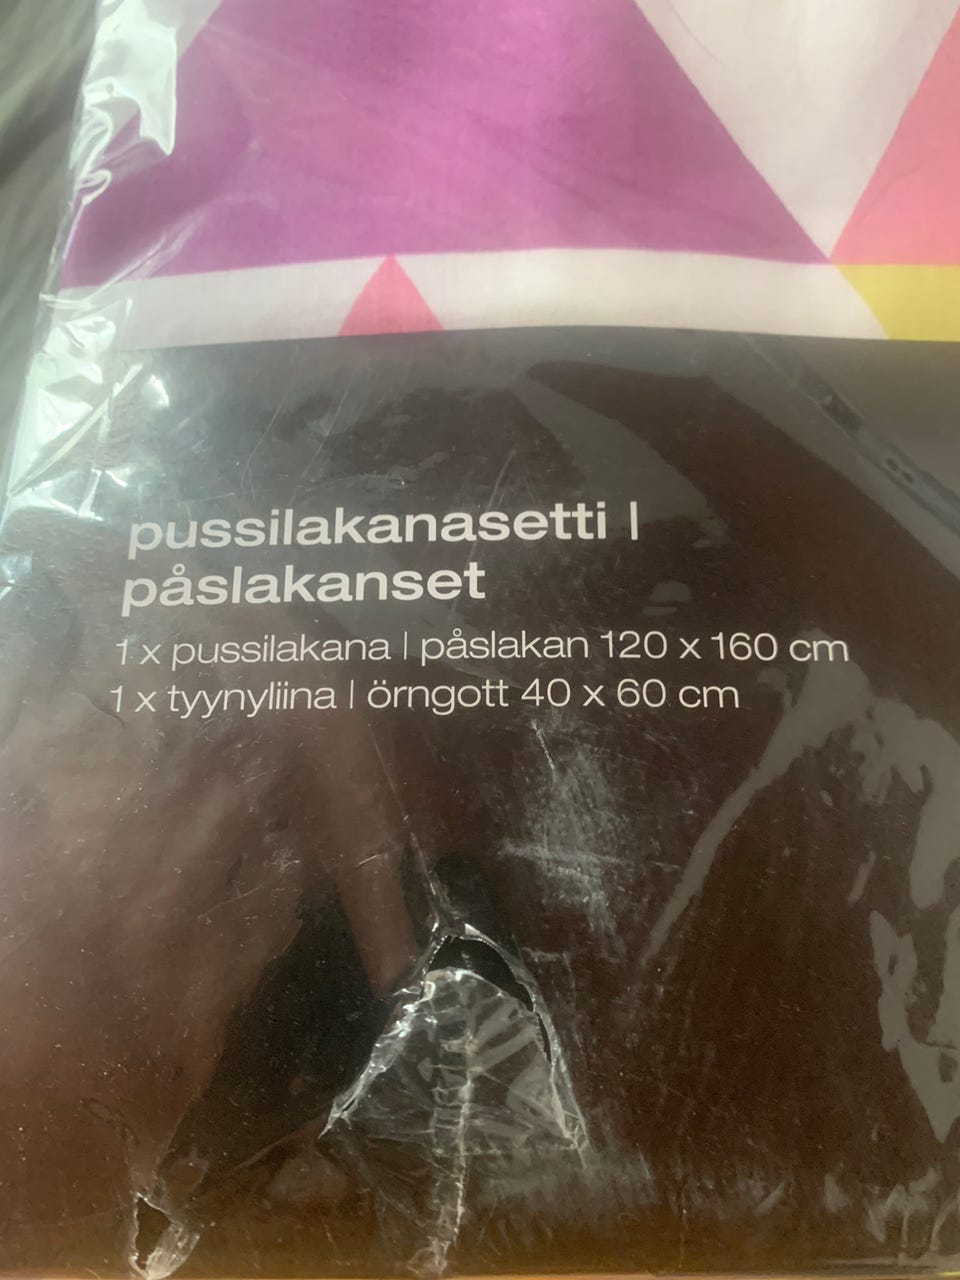 pussilakanasetti |
påslakanset
1 x pussilakana | påslakan 120 x 160 cm
1 x tyynyliina | örngott 40 x 60 cm